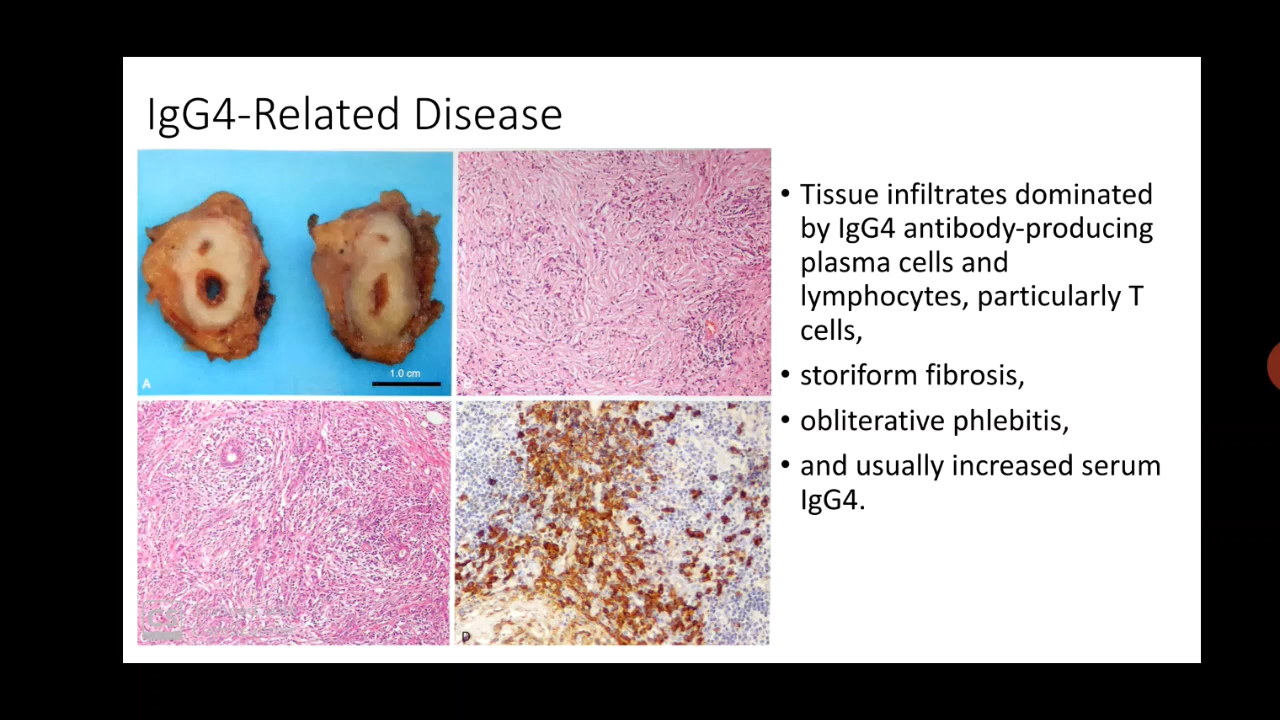 IgG4-Related Disease
A
1.0 cm
B
D
• Tissue infiltrates dominated
by IgG4 antibody-producing
plasma cells and
lymphocytes, particularly T
cells,
• storiform fibrosis,
• obliterative phlebitis,
• and usually increased serum
IgG4.